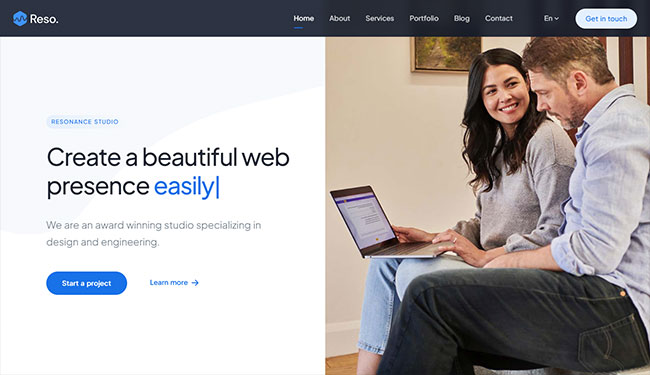 Reso.
Home About Services Portfolio Blog Contact En Get in touch
RESONANCE STUDIO
Create a beautiful web
presence easily|
We are an award winning studio specializing in
design and engineering.
Start a project Learn more →